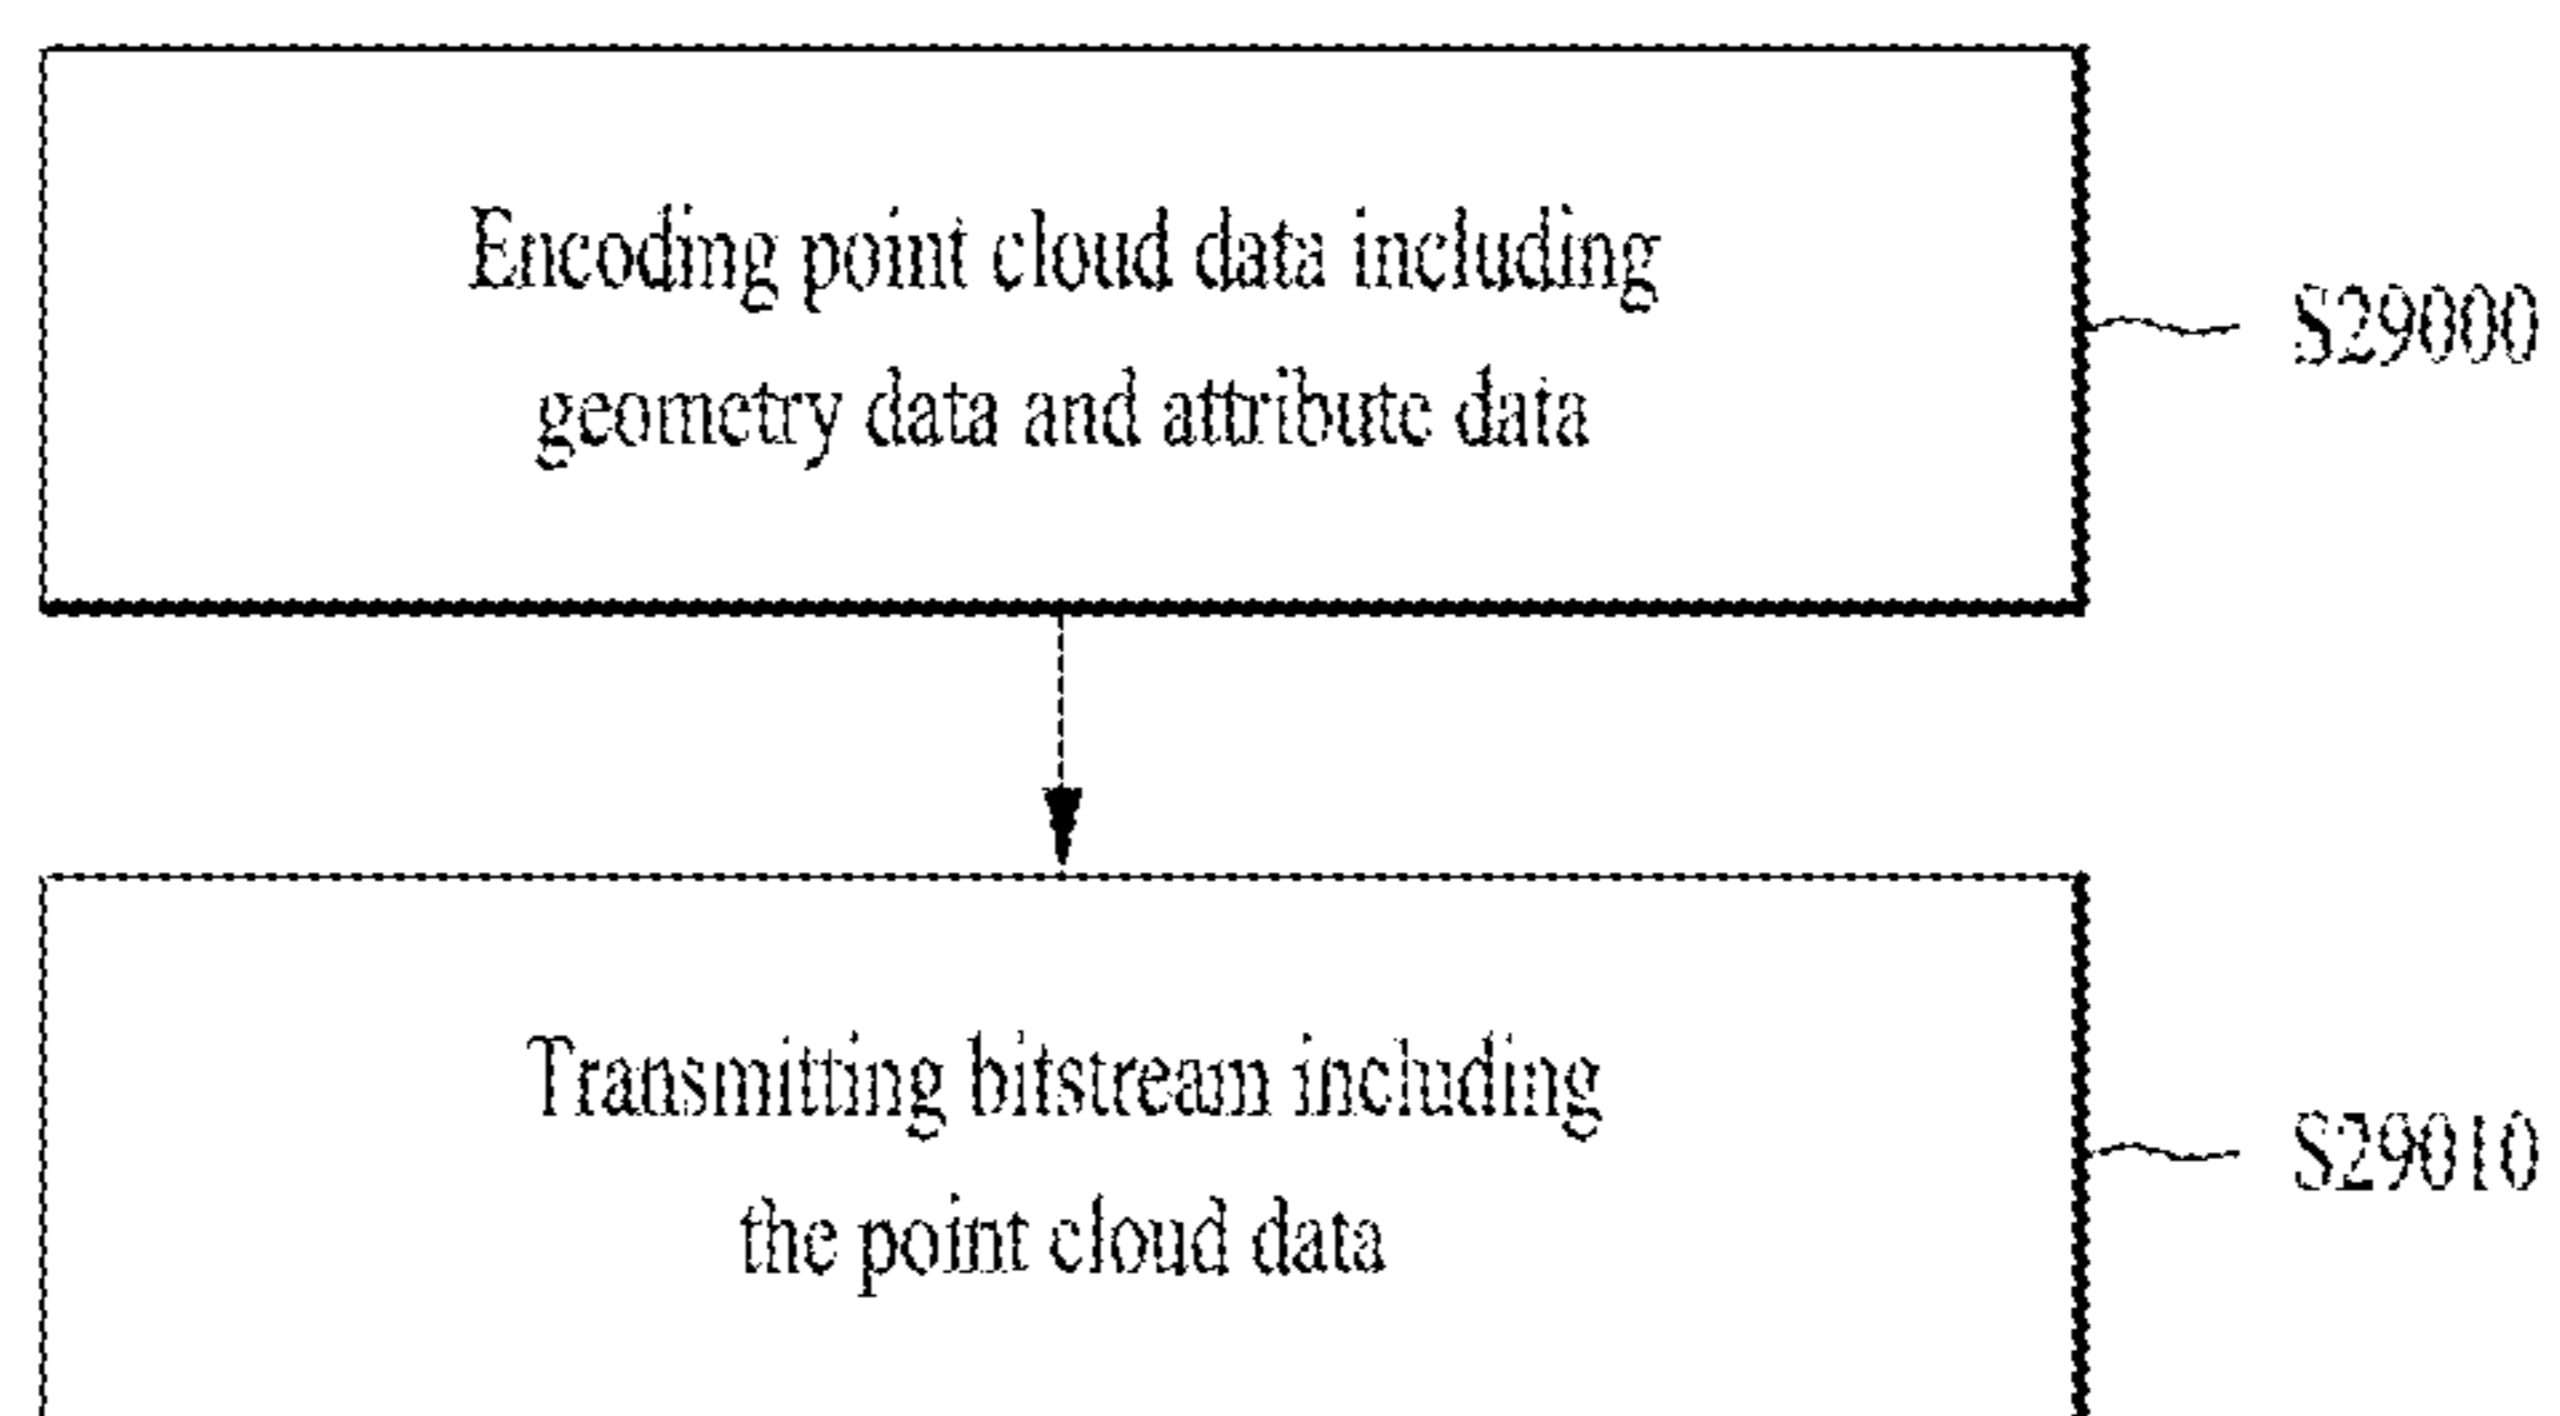 Encoding point cloud data including
geometry data and attribute data
S29000
Transmitting bitstream including
the point cloud data
S29010